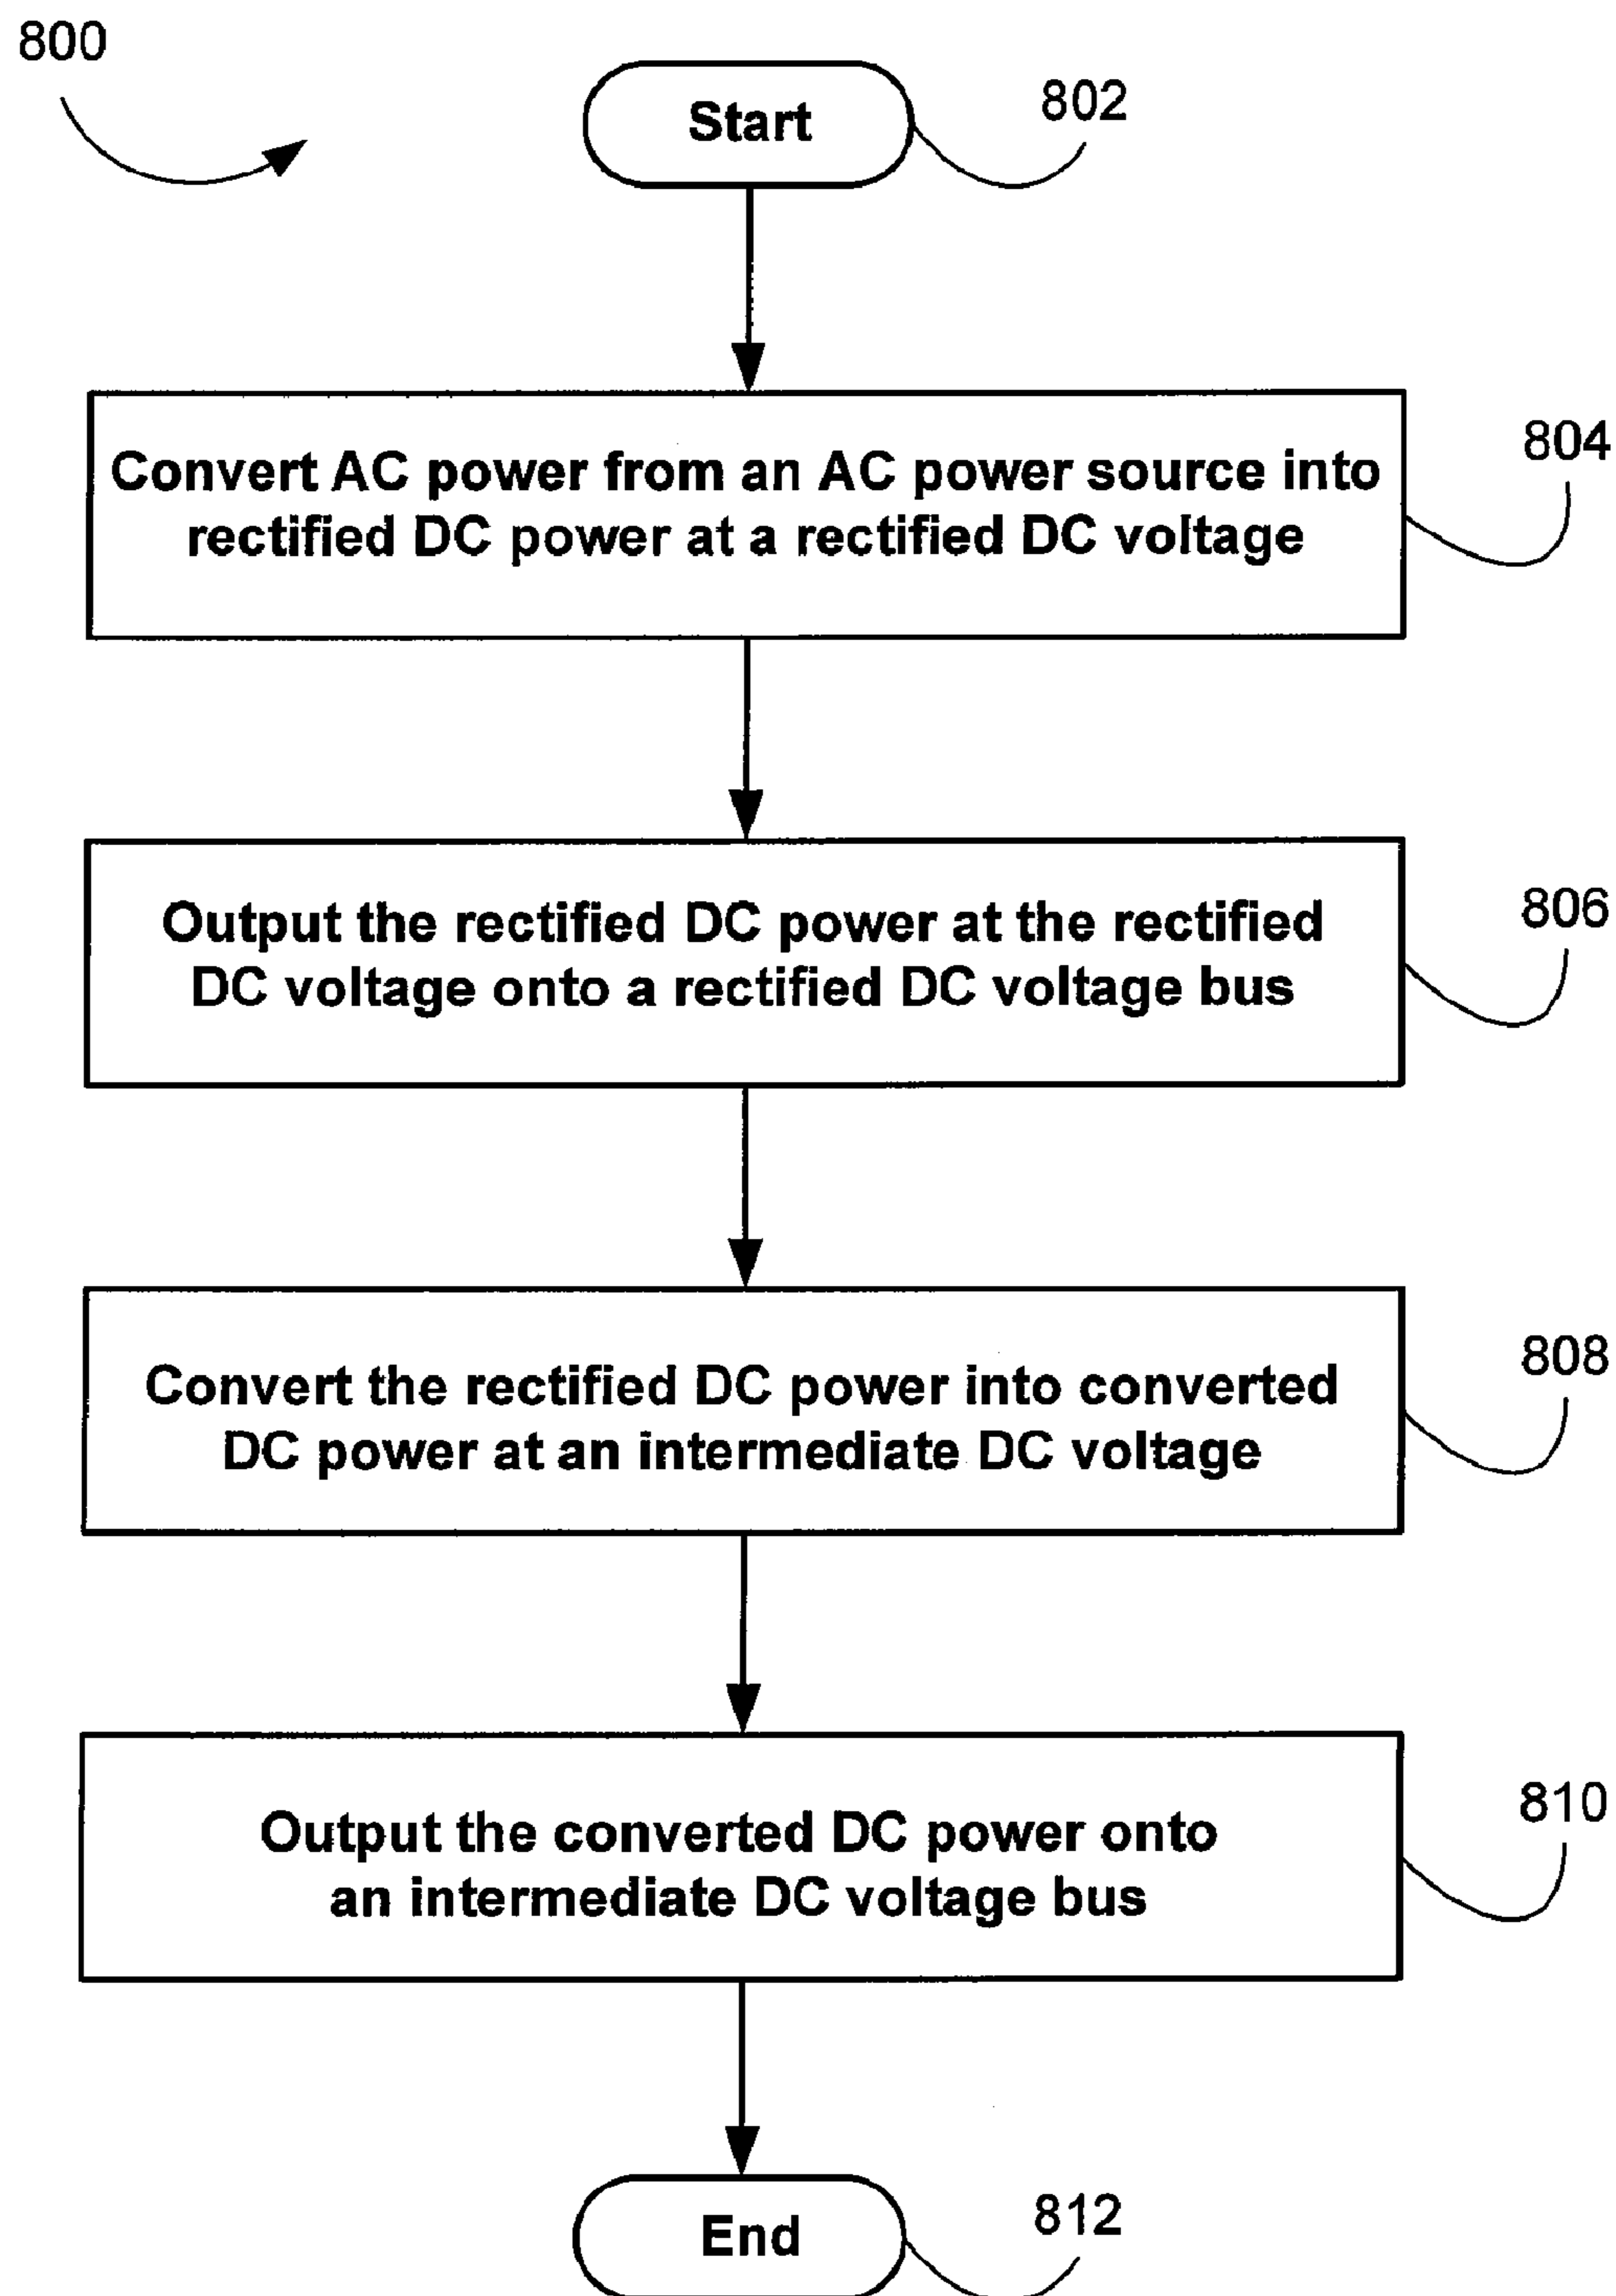 800
Start
802
Convert AC power from an AC power source into
rectified DC power at a rectified DC voltage
804
Output the rectified DC power at the rectified
DC voltage onto a rectified DC voltage bus
806
Convert the rectified DC power into converted
DC power at an intermediate DC voltage
808
Output the converted DC power onto
an intermediate DC voltage bus
810
End
812